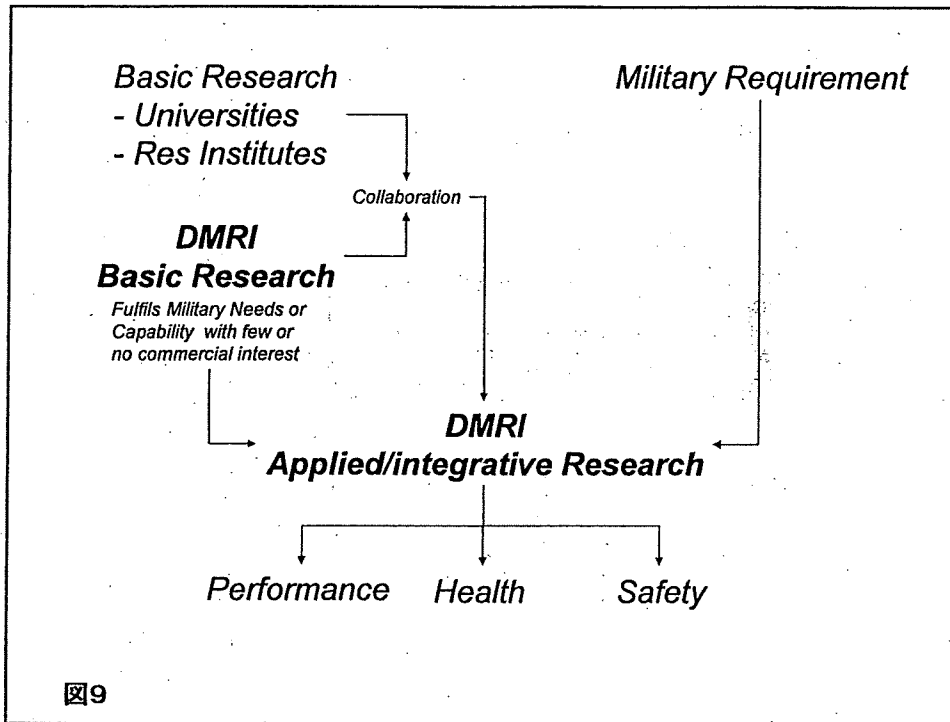 Basic Research
- Universities
- Res Institutes
Military Requirement
Collaboration
DMRI
Basic Research
Fulfils Military Needs or
Capability with few or
no commercial interest
DMRI
Applied/integrative Research
Performance
Health
Safety
図9